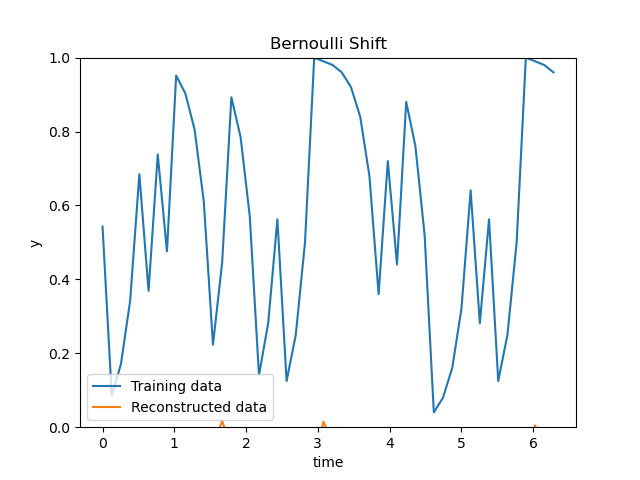 Bernoulli Shift
1.0
0.8
0.6
0.4
0.2
0.0
y
Training data
Reconstructed data
0 1 2 3 4 5 6
time